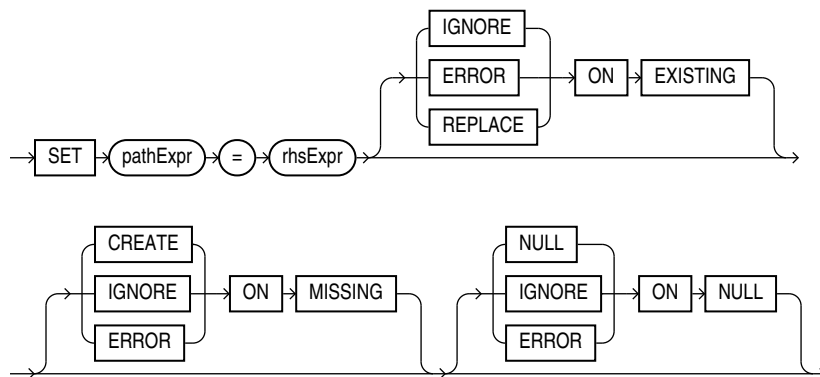 IGNORE
ERROR ON EXISTING
REPLACE
SET pathExpr = rhsExpr
CREATE NULL
IGNORE ON MISSING IGNORE ON NULL
ERROR ERROR